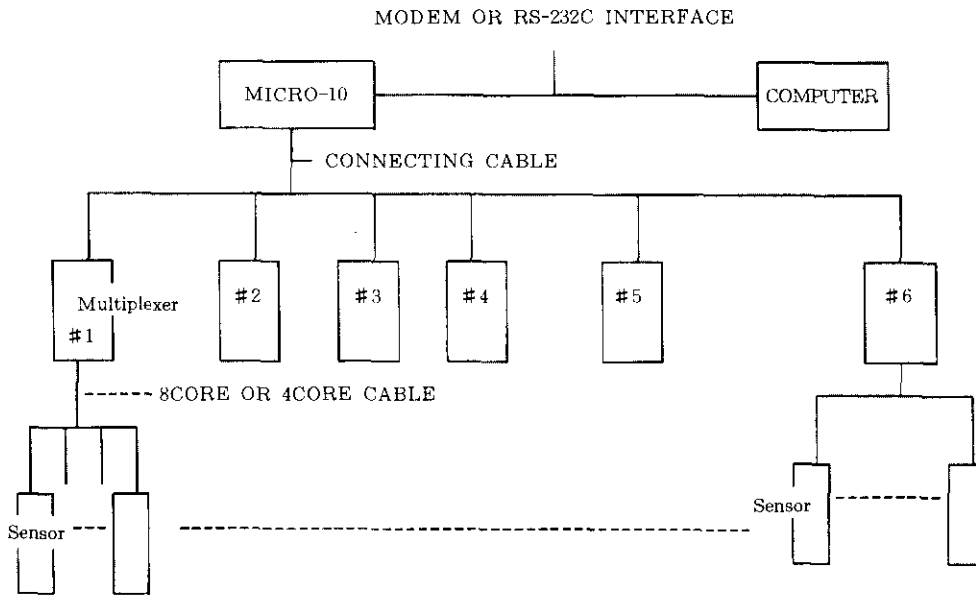 MODEM OR RS-232C INTERFACE
MICRO-10
COMPUTER
CONNECTING CABLE
Multiplexer
#1
#2
#3
#4
#5
#6
8CORE OR 4CORE CABLE
Sensor
Sensor